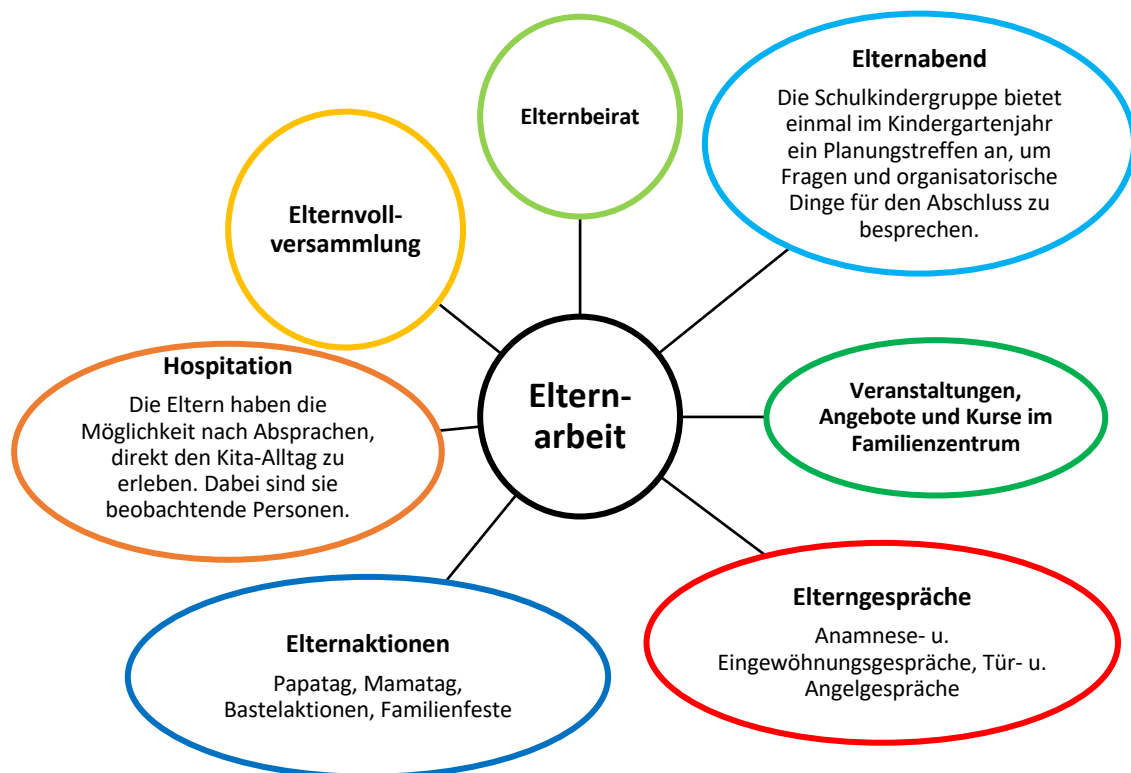 Elternabend
Die Schulkindergruppe bietet
einmal im Kindergartenjahr
ein Planungstreffen an, um
Fragen und organisatorische
Dinge für den Abschluss zu
besprechen.
Elternbeirat
Elternvoll-
versammlung
Hospitation
Die Eltern haben die
Möglichkeit nach Absprachen,
direkt den Kita-Alltag zu
erleben. Dabei sind sie
beobachtende Personen.
Eltern-
arbeit
Veranstaltungen,
Angebote und Kurse im
Familienzentrum
Elternaktionen
Papatag, Mamatag,
Bastelaktionen, Familienfeste
Elterngespräche
Anamnese- u.
Eingewöhnungsgespräche, Tür- u.
Angelgespräche